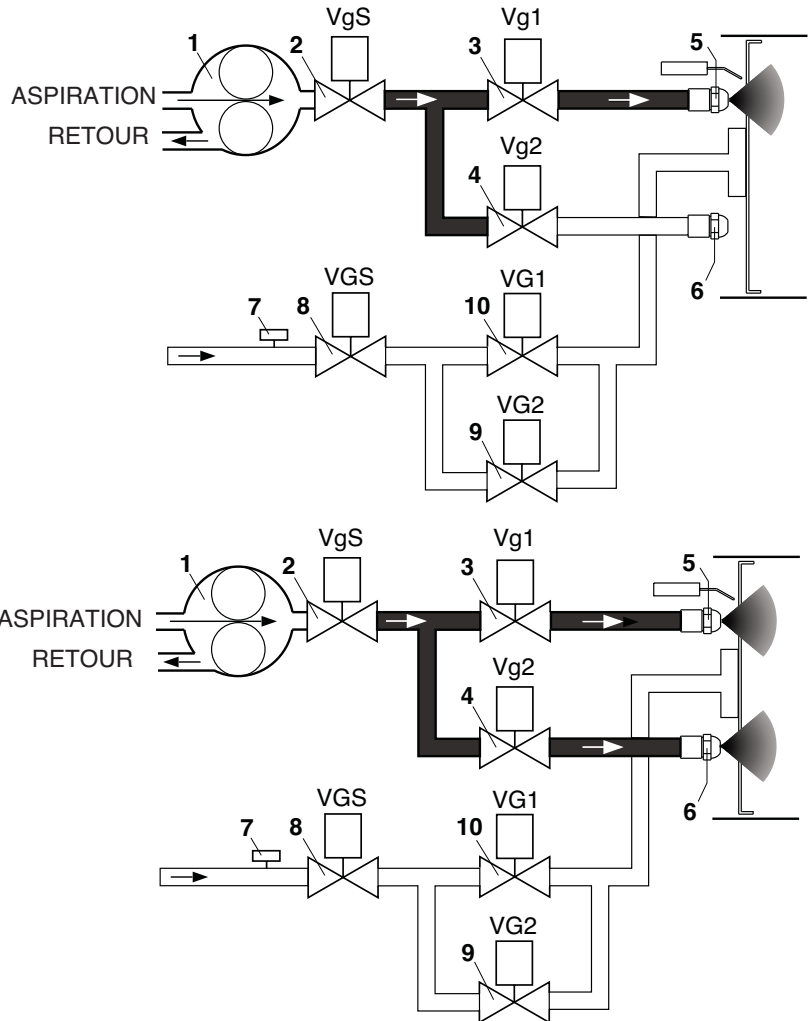 VgS Vg1
1 2 3 5
ASPIRATION
RETOUR
Vg2
4
6
VGS VG1
7 8 10
VG2
9
VgS Vg1
1 2 3 5
ASPIRATION
RETOUR
Vg2
4
6
VGS VG1
7 8 10
VG2
9